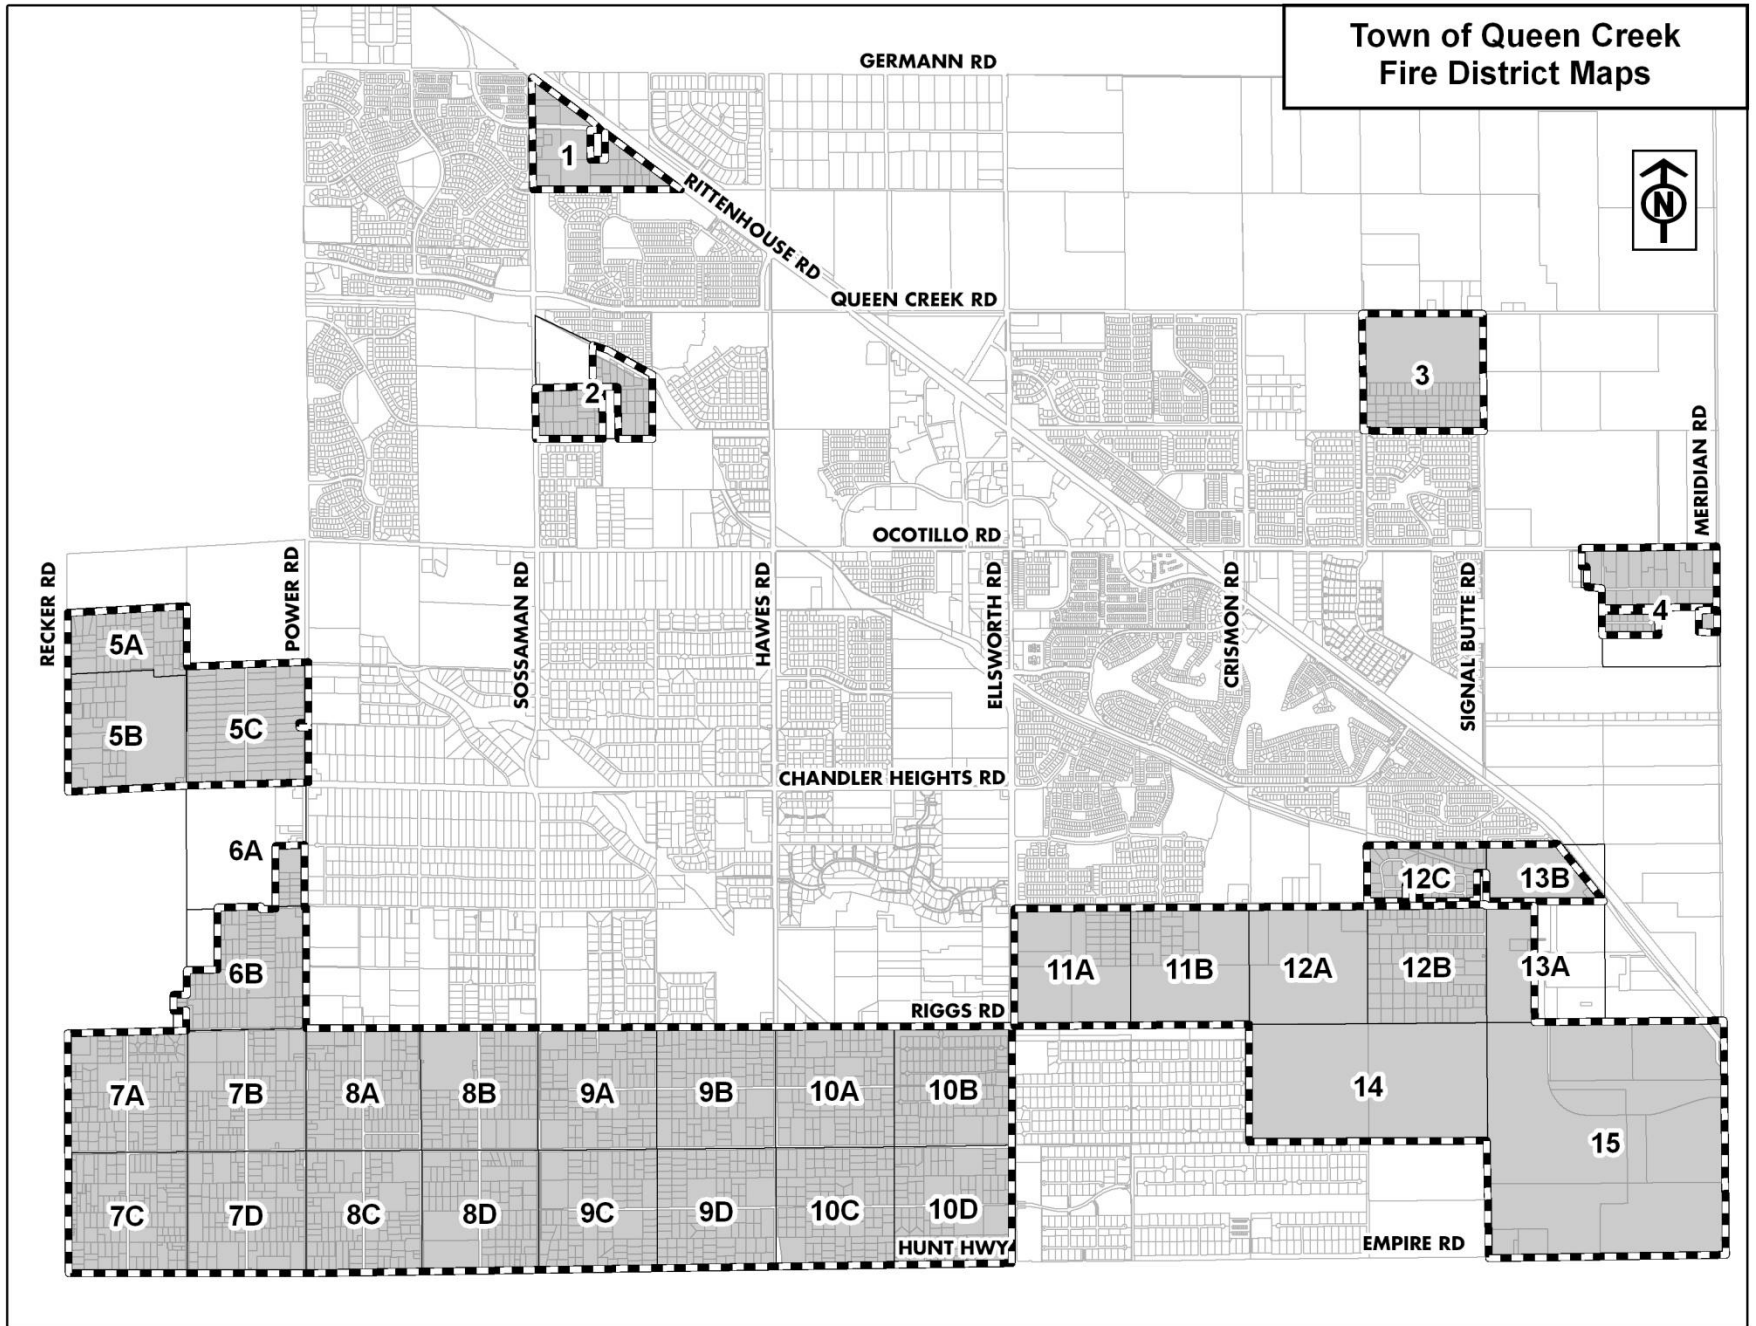 Town of Queen Creek
Fire District Maps
GERMANN RD
N
1
RITTENHOUSE RD
QUEEN CREEK RD
2
3
MERIDIAN RD
OCOTILLO RD
RECKER RD
POWER RD
SOSSAMAN RD
HAWES RD
ELLSWORTH RD
CRISMON RD
SIGNAL BUTTE RD
4
5A
5B
5C
CHANDLER HEIGHTS RD
6A
12C
13B
6B
11A
11B
12A
12B
13A
RIGGS RD
7A
7B
8A
8B
9A
9B
10A
10B
14
15
7C
7D
8C
8D
9C
9D
10C
10D
HUNT HWY
EMPIRE RD